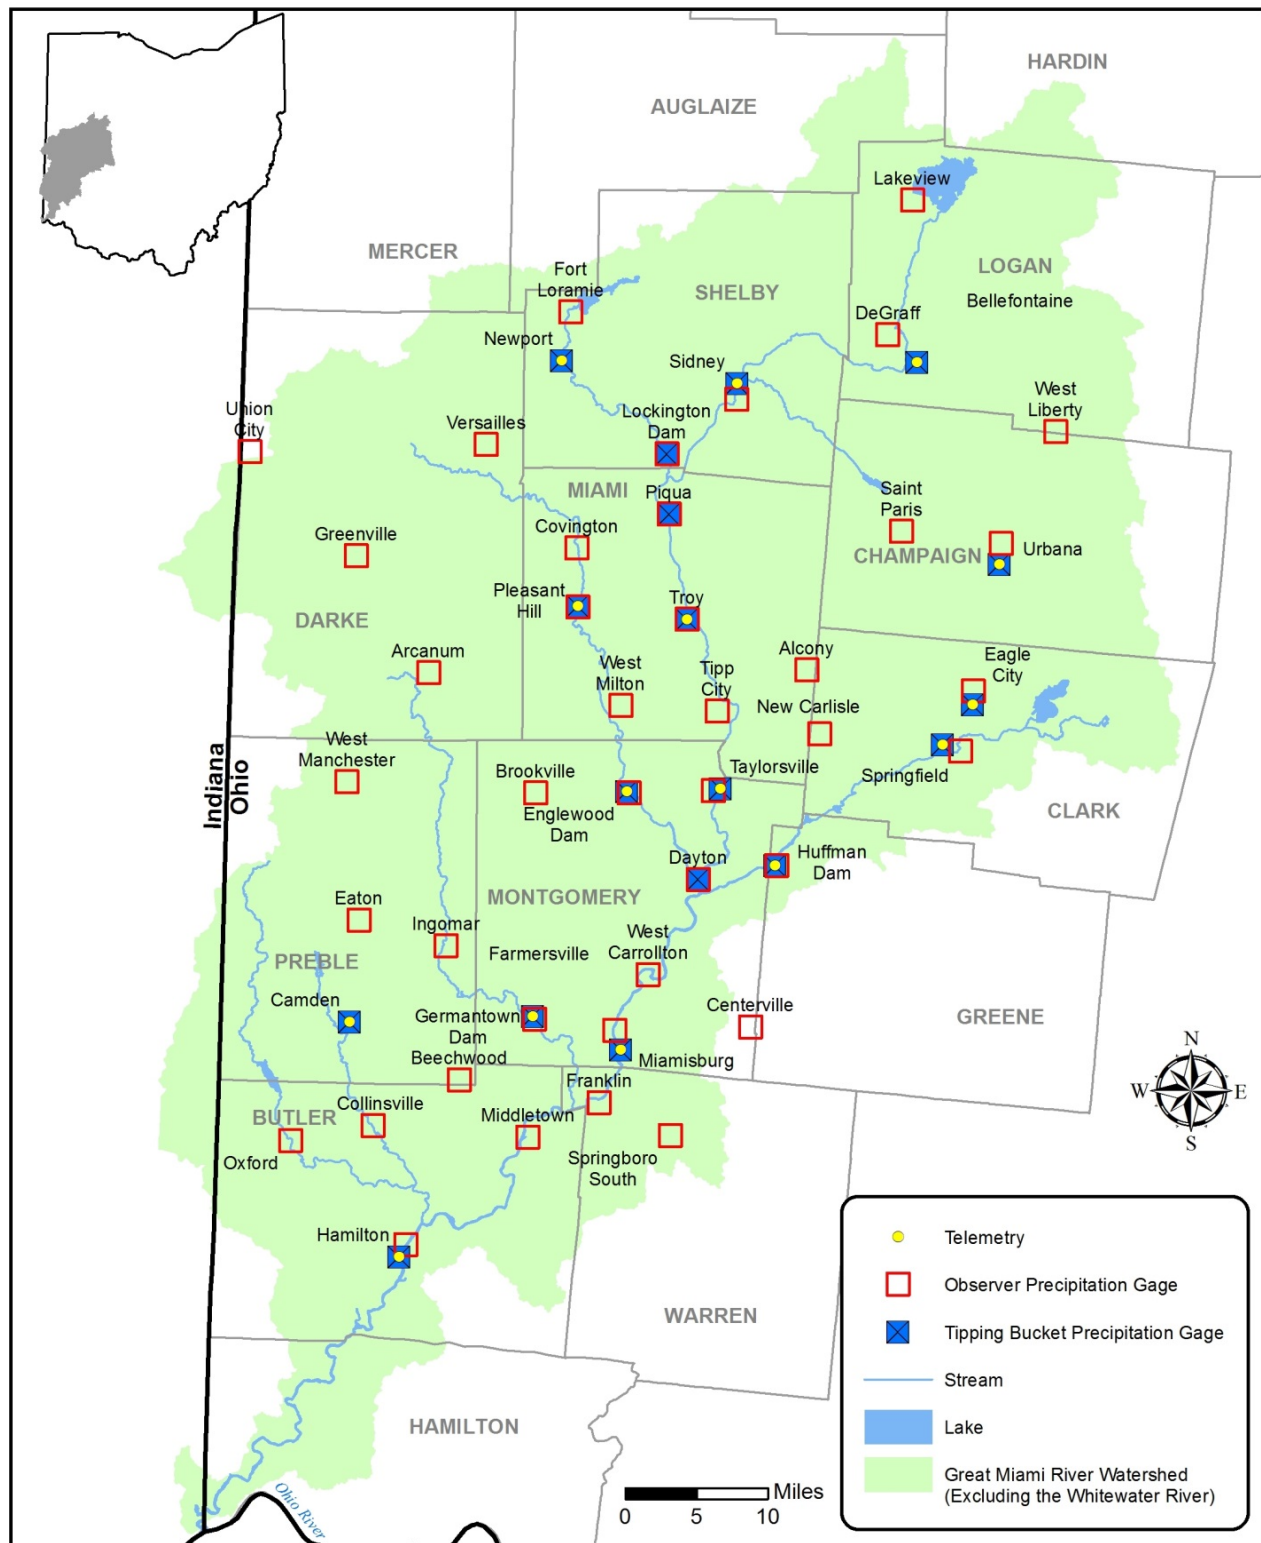 HARDIN
AUGLAIZE
Lakeview
MERCER
LOGAN
Fort
Loramie
SHELBY
Bellefontaine
DeGraff
Newport
Sidney
West
Liberty
Union
City
Versailles
Lockington
Dam
MIAMI
Piqua
Saint
Paris
Covington
Greenville
CHAMPAIGN
Urbana
Pleasant
Hill
Troy
DARKE
Arcanum
West
Milton
Tipp
City
Alcony
Eagle
City
New Carlisle
West
Manchester
Indiana
Ohio
Brookville
Taylorsville
Springfield
Englewood
Dam
CLARK
Dayton
Huffman
Dam
MONTGOMERY
Eaton
Ingomar
West
Carrollton
Farmersville
PREBLE
Camden
Germantown
Dam
Centerville
GREENE
Beechwood
Miamisburg
Franklin
N
W
E
S
BUTLER
Collinsville
Middletown
Oxford
Springboro
South
Hamilton
WARREN
HAMILTON
Ohio River
Miles
0 5 10
Telemetry
Observer Precipitation Gage
Tipping Bucket Precipitation Gage
Stream
Lake
Great Miami River Watershed
(Excluding the Whitewater River)